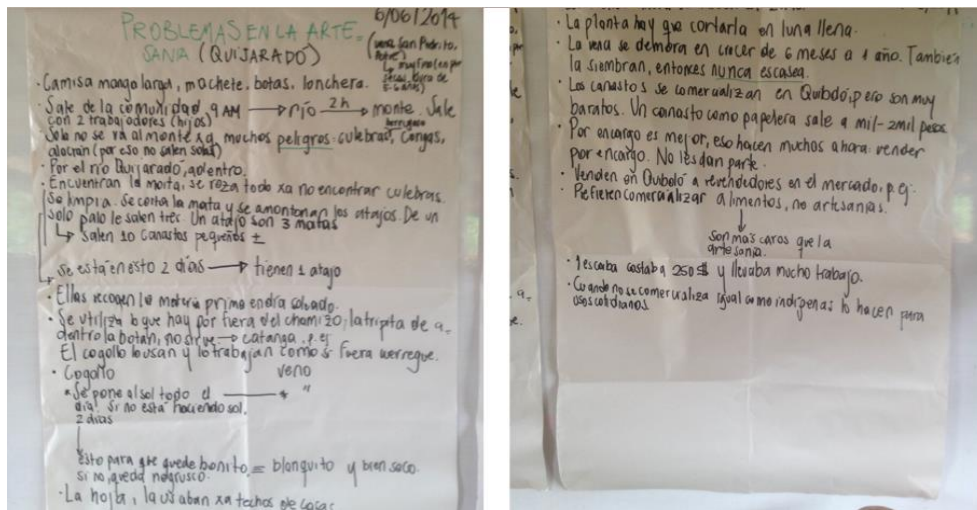 6/06/2014
PROBLEMAS EN LA ARTE-
SANIA (QUIJARADÓ)
(vena San Pedrito,
· Camisa manga larga, machete, botas, lonchera.
· Sale de la comunidad 9 AM → río 2h → monte. Sale
con 2 trabajadores (hijos)
· Solo no se va al monte xa muchos peligros: culebras, congas,
alacrán (por eso no salen solas)
· Por el río Quijarado, adentro.
· Encuentran la mata, se reza todo xa no encontrar culebras.
Se limpia. Se corta la mata y se amontonan los atajos. De un
solo palo le salen tres. Un atajo son 3 matas
↳ Salen 10 canastos pequeños ±
se está en esto 2 días → tienen 1 atajo
· Ellas recogen la materia prima en día sábado.
· Se utiliza lo que hay por fuera del chamizo, la tripita de a-
dentro la botan, no sirve → catanga p. ej
El cogollo lo usan y lo trabajan como si fuera werregue.
· Cogollo vena
* Se pone al sol todo el → * "
día. Si no está haciendo sol,
2 días
Esto para que quede bonito = blanquito y bien seco.
si no, queda negrusco.
· La hoja, la usaban xa techos de casas
· La planta hay que cortarla en luna llena.
· La vena se demora en crecer de 6 meses a 1 año. También
la siembran, entonces nunca escasea.
· Los canastos se comercializan en Quibdó, pero son muy
baratos. Un canasto como papelera sale a mil-2mil pesos.
· Por encargo es mejor, eso hacen muchos ahora: vender
por encargo. No les dan parte.
· Venden en Quibdó a revendedores en el mercado, p. ej.
· Prefieren comercializar alimentos, no artesanías.
↓
son más caros que la
artesanía.
· 1 escoba costaba 250$ y llevaba mucho trabajo.
· Cuando no se comercializa igual como indígenas lo hacen para
usos cotidianos